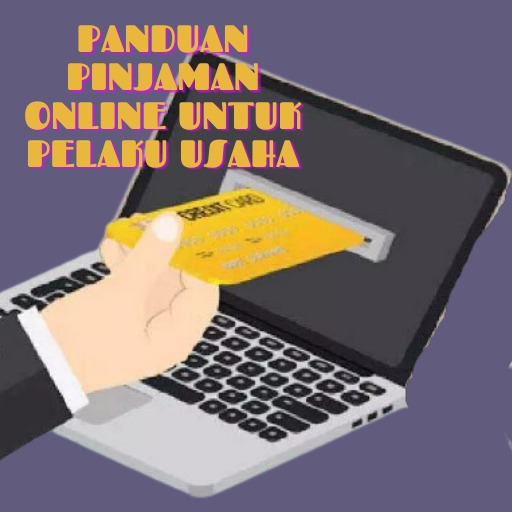 PANDUAN
PINJAMAN
ONLINE UNTUK
PELAKU USAHA
CREDIT CARD